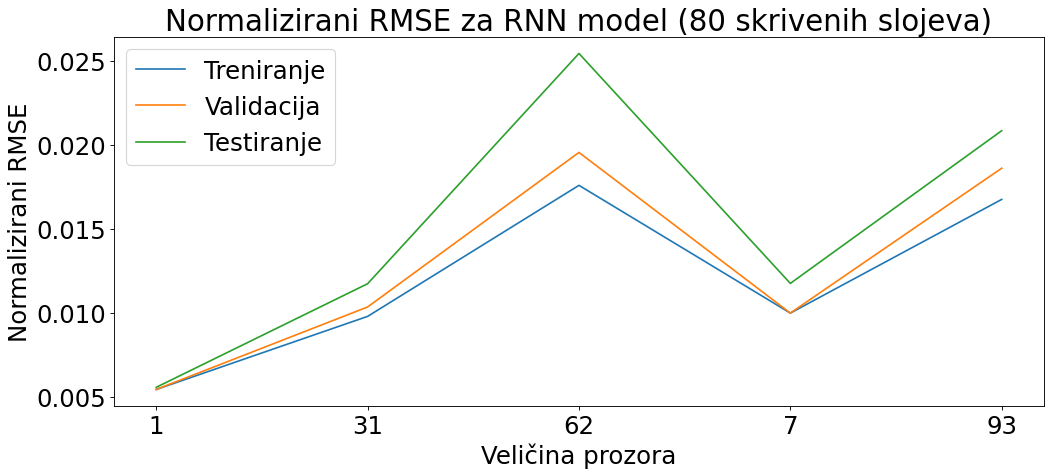 Normalizirani RMSE za RNN model (80 skrivenih slojeva)
Treniranje
Validacija
Testiranje
Normalizirani RMSE
0.025
0.020
0.015
0.010
0.005
1 31 62 7 93
Veličina prozora